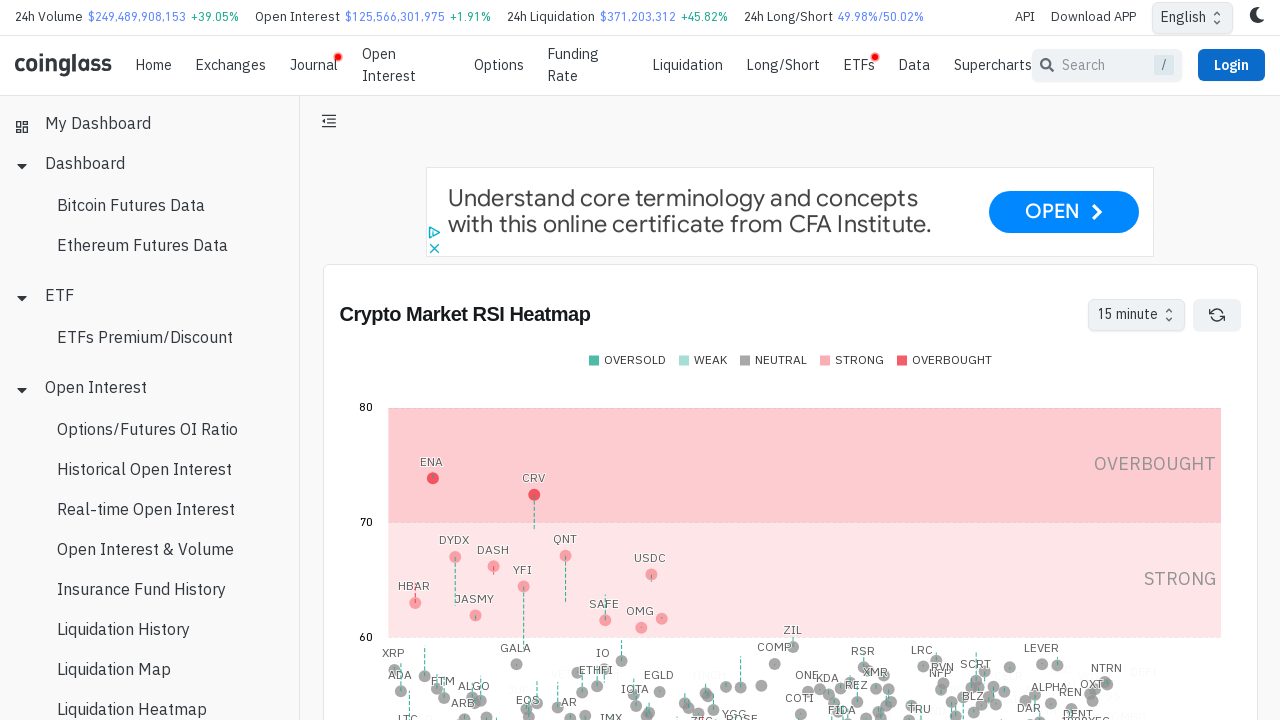 24h Volume $249,489,908,153 +39.05% Open Interest $125,566,301,975 +1.91% 24h Liquidation $371,203,312 +45.82% 24h Long/Short 49.98%/50.02% API Download APP English
coinglass Home Exchanges Journal Open Interest Options Funding Rate Liquidation Long/Short ETFs Data Supercharts Search / Login
My Dashboard
Dashboard
Bitcoin Futures Data
Ethereum Futures Data
ETF
ETFs Premium/Discount
Open Interest
Options/Futures OI Ratio
Historical Open Interest
Real-time Open Interest
Open Interest & Volume
Insurance Fund History
Liquidation History
Liquidation Map
Liquidation Heatmap
Understand core terminology and concepts
with this online certificate from CFA Institute.
OPEN
Crypto Market RSI Heatmap
15 minute
OVERSOLD WEAK NEUTRAL STRONG OVERBOUGHT
80
OVERBOUGHT
ENA
CRV
70
DYDX
DASH
QNT
YFI
USDC
STRONG
HBAR
JASMY
SAFE
OMG
60
ZIL
XRP
GALA
IO
COMP
RSR
LRC
LEVER
ADA
ETHFI
EGLD
ONE
KDA
XMR
RVN
SCRT
NTRN
FTM
ALGO
IOTA
REZ
NFP
ALPHA
REN
OXT
ARB
EOS
AR
COTI
BLZ
LTC
IMX
YGG
FIDA
TRU
DAR
DENT